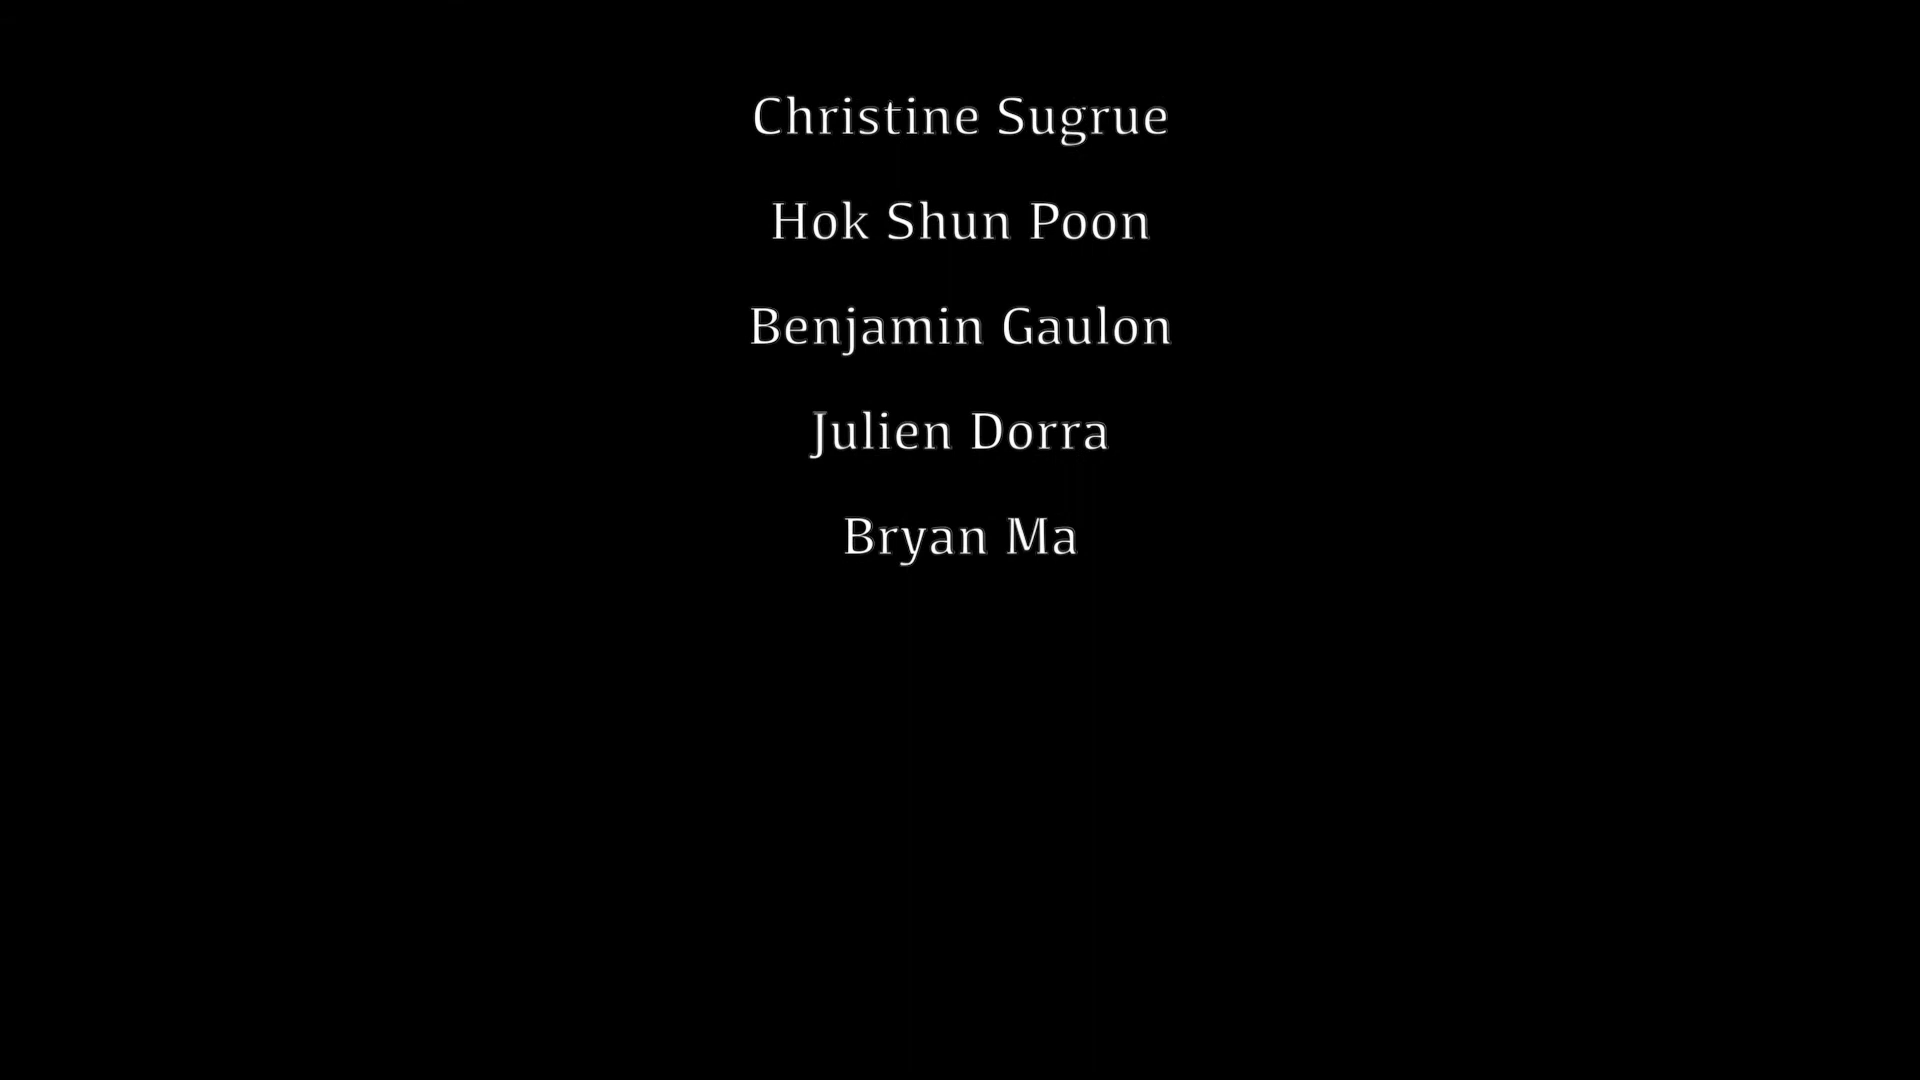 Christine Sugrue
Hok Shun Poon
Benjamin Gaulon
Julien Dorra
Bryan Ma